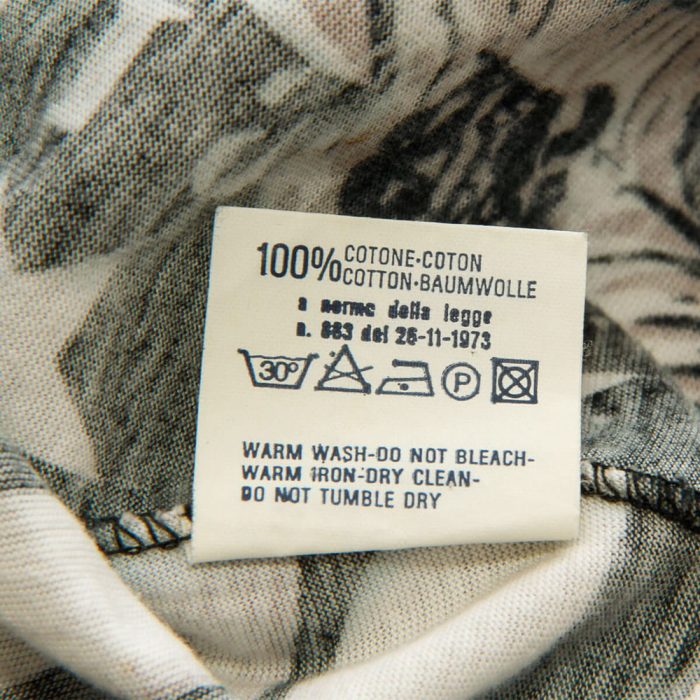 100% COTONE·COTON
COTTON·BAUMWOLLE
a norme della legge
n. 883 del 26-11-1973
30° P
WARM WASH-DO NOT BLEACH-
WARM IRON-DRY CLEAN-
DO NOT TUMBLE DRY